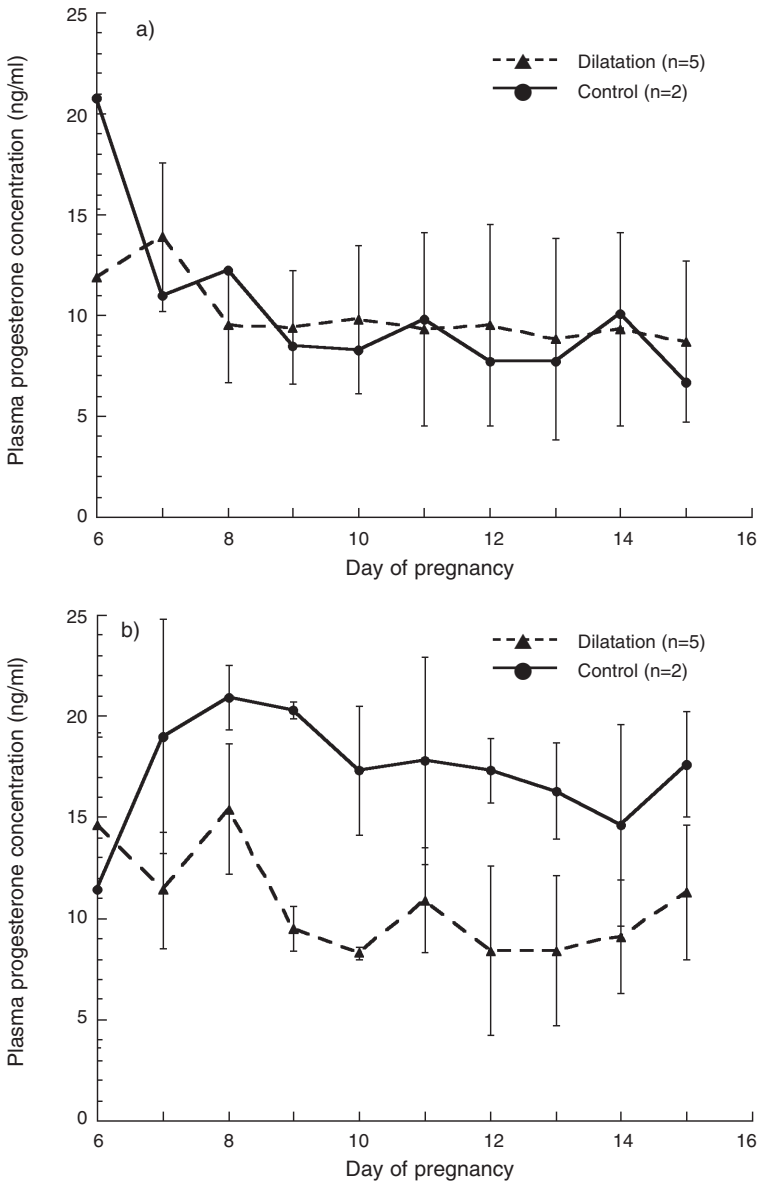 a)
Dilatation (n=5)
Control (n=2)
Plasma progesterone concentration (ng/ml)
25
20
15
10
5
0
6 8 10 12 14 16
Day of pregnancy
b)
Dilatation (n=5)
Control (n=2)
Plasma progesterone concentration (ng/ml)
25
20
15
10
5
0
6 8 10 12 14 16
Day of pregnancy